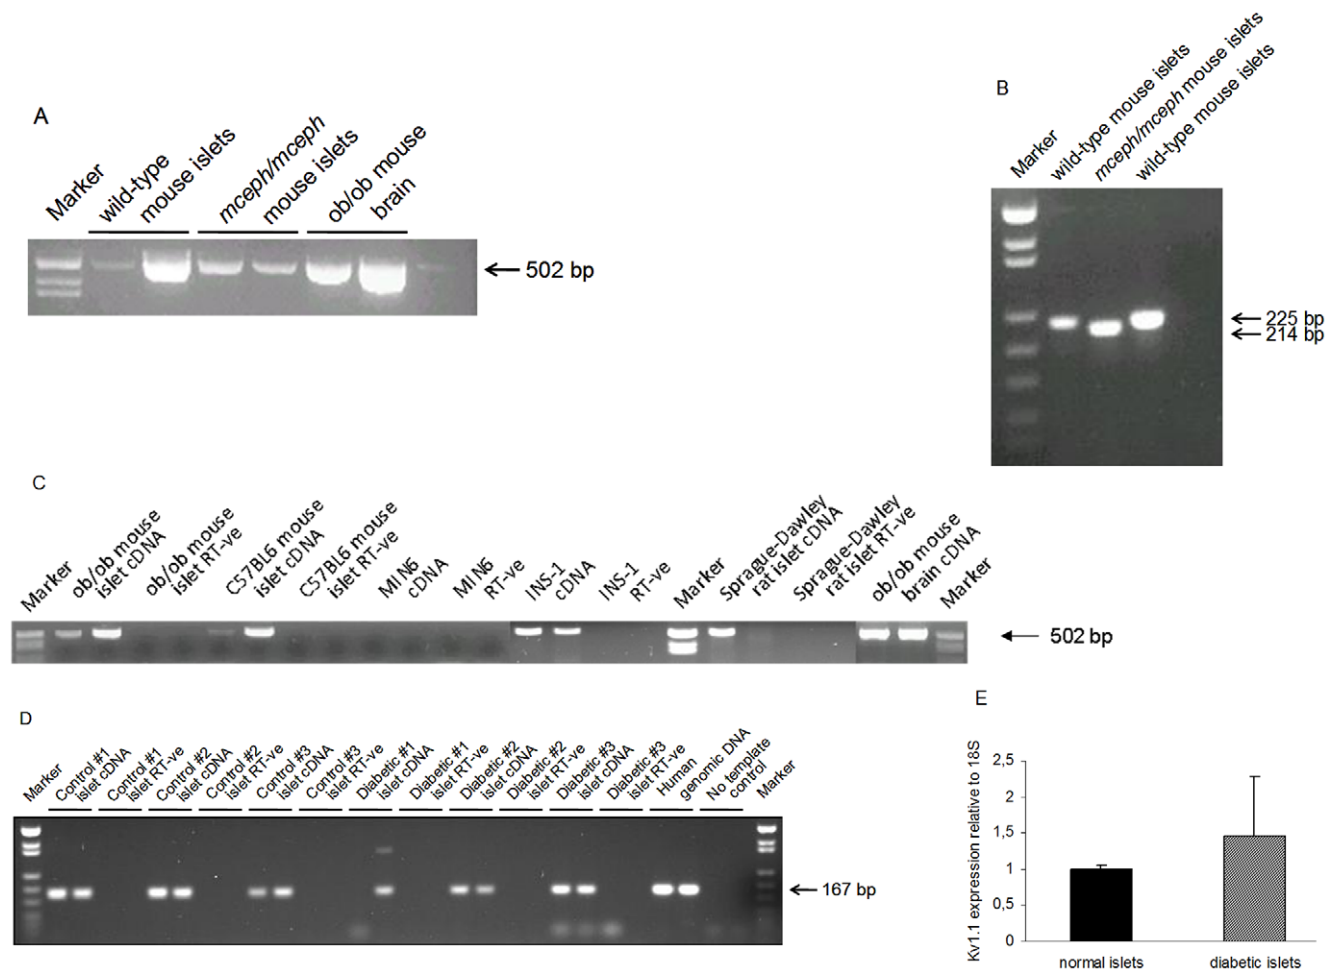 A
Marker
wild-type
mouse islets
mceph/mceph
mouse islets
ob/ob mouse
brain
502 bp
B
Marker
wild-type mouse islets
mceph/mceph mouse islets
wild-type mouse islets
225 bp
214 bp
C
Marker
ob/ob mouse
islet cDNA
ob/ob mouse
islet RT-ve
C57BL6 mouse
islet cDNA
C57BL6 mouse
islet RT-ve
MIN6
cDNA
MIN6
RT-ve
INS-1
cDNA
INS-1
RT-ve
Marker
Sprague-Dawley
rat islet cDNA
Sprague-Dawley
rat islet RT-ve
ob/ob mouse
brain cDNA
Marker
502 bp
D
Marker
Control #1
islet cDNA
Control #1
islet RT-ve
Control #2
islet cDNA
Control #2
islet RT-ve
Control #3
islet cDNA
Control #3
islet RT-ve
Diabetic #1
islet cDNA
Diabetic #1
islet RT-ve
Diabetic #2
islet cDNA
Diabetic #2
islet RT-ve
Diabetic #3
islet cDNA
Diabetic #3
islet RT-ve
Human
genomic DNA
No template
control
Marker
167 bp
E
Kv1.1 expression relative to 18S
2,5
2
1,5
1
0,5
0
normal islets
diabetic islets